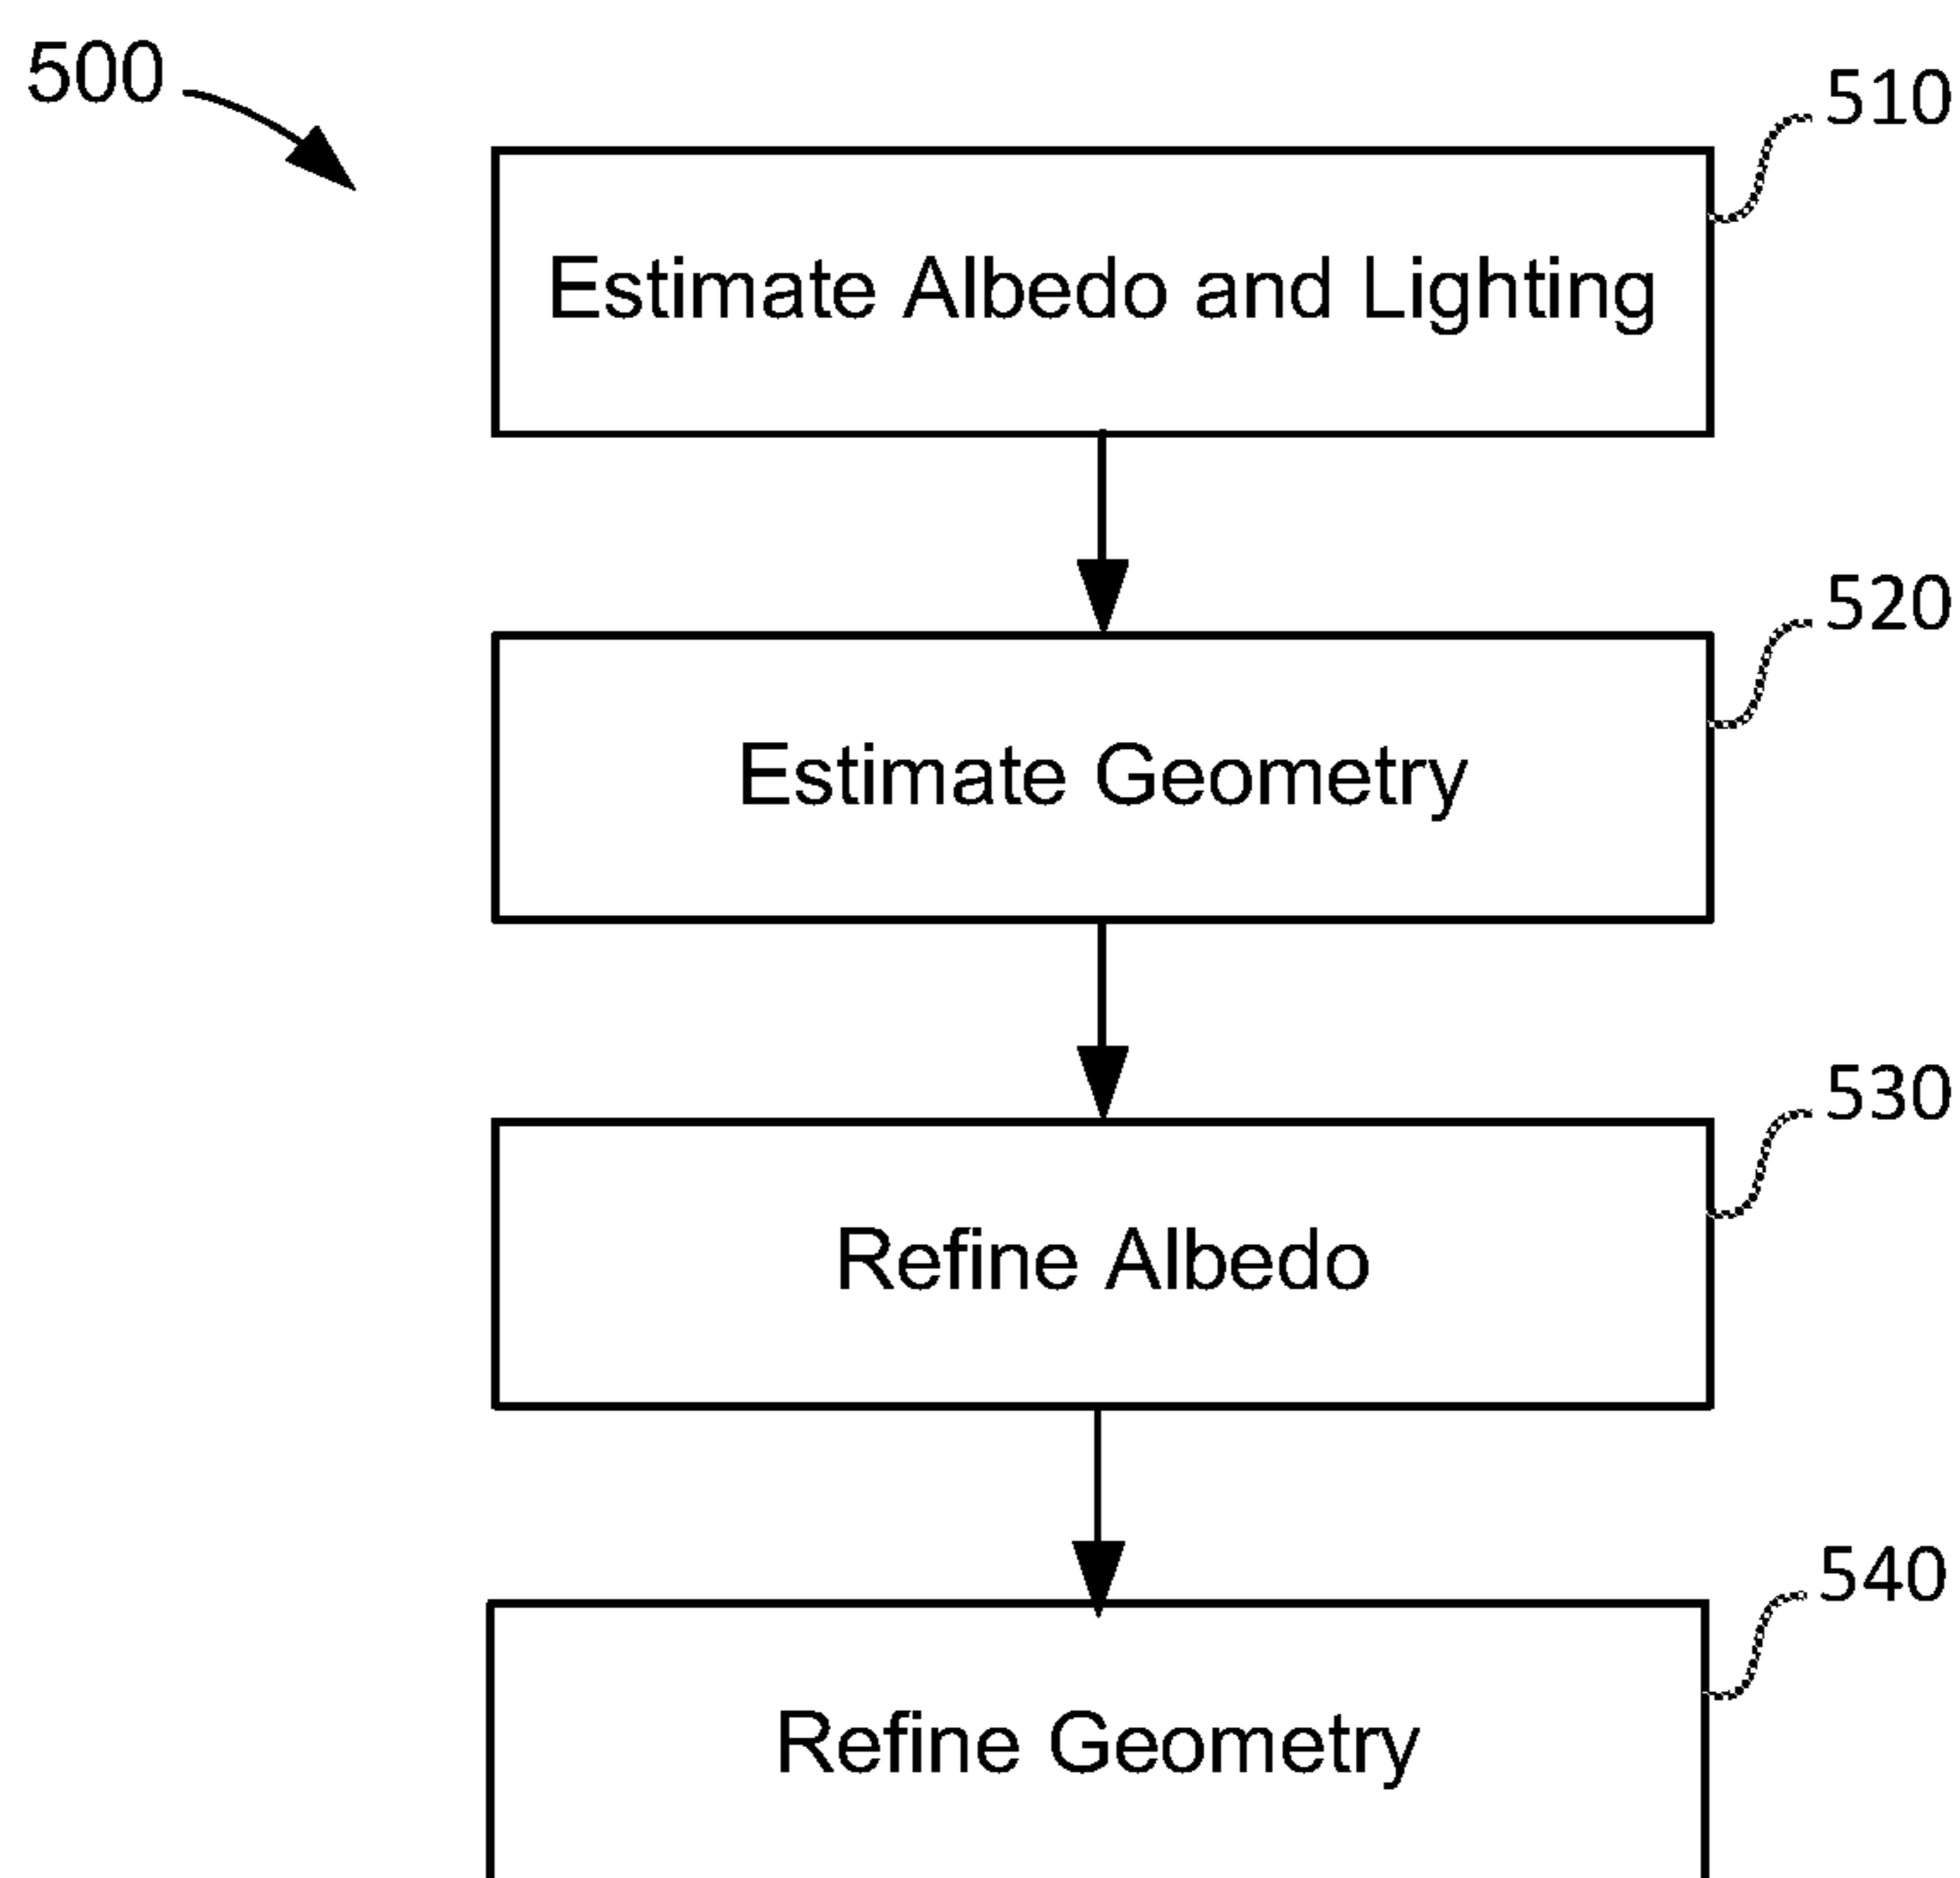 500
510
Estimate Albedo and Lighting
520
Estimate Geometry
530
Refine Albedo
540
Refine Geometry